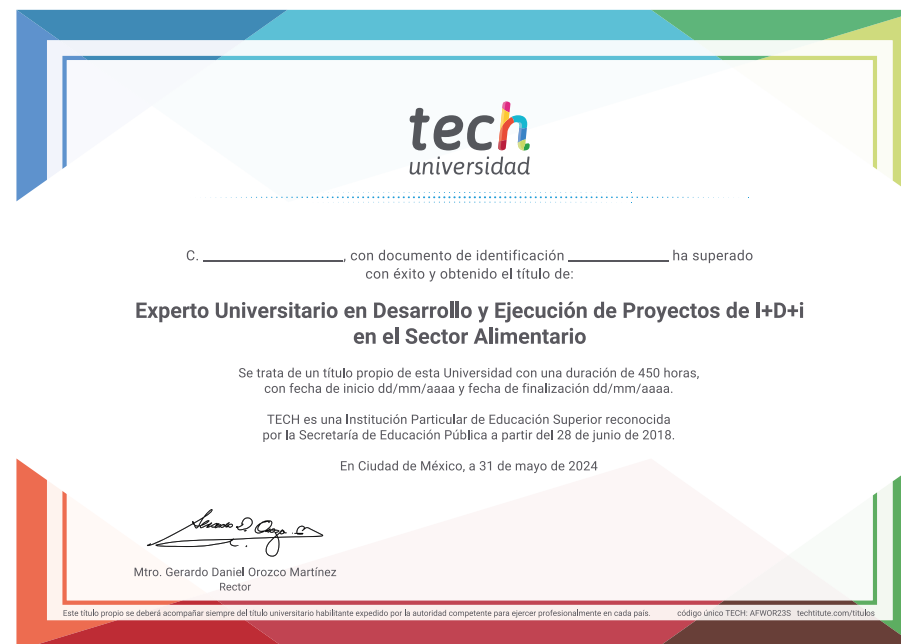 tech
universidad
C. ____________________, con documento de identificación ______________ ha superado
con éxito y obtenido el título de:
Experto Universitario en Desarrollo y Ejecución de Proyectos de I+D+i
en el Sector Alimentario
Se trata de un título propio de esta Universidad con una duración de 450 horas,
con fecha de inicio dd/mm/aaaa y fecha de finalización dd/mm/aaaa.
TECH es una Institución Particular de Educación Superior reconocida
por la Secretaría de Educación Pública a partir del 28 de junio de 2018.
En Ciudad de México, a 31 de mayo de 2024
Mtro. Gerardo Daniel Orozco Martínez
Rector
Este título propio se deberá acompañar siempre del título universitario habilitante expedido por la autoridad competente para ejercer profesionalmente en cada país. código único TECH: AFWOR23S techtitute.com/titulos